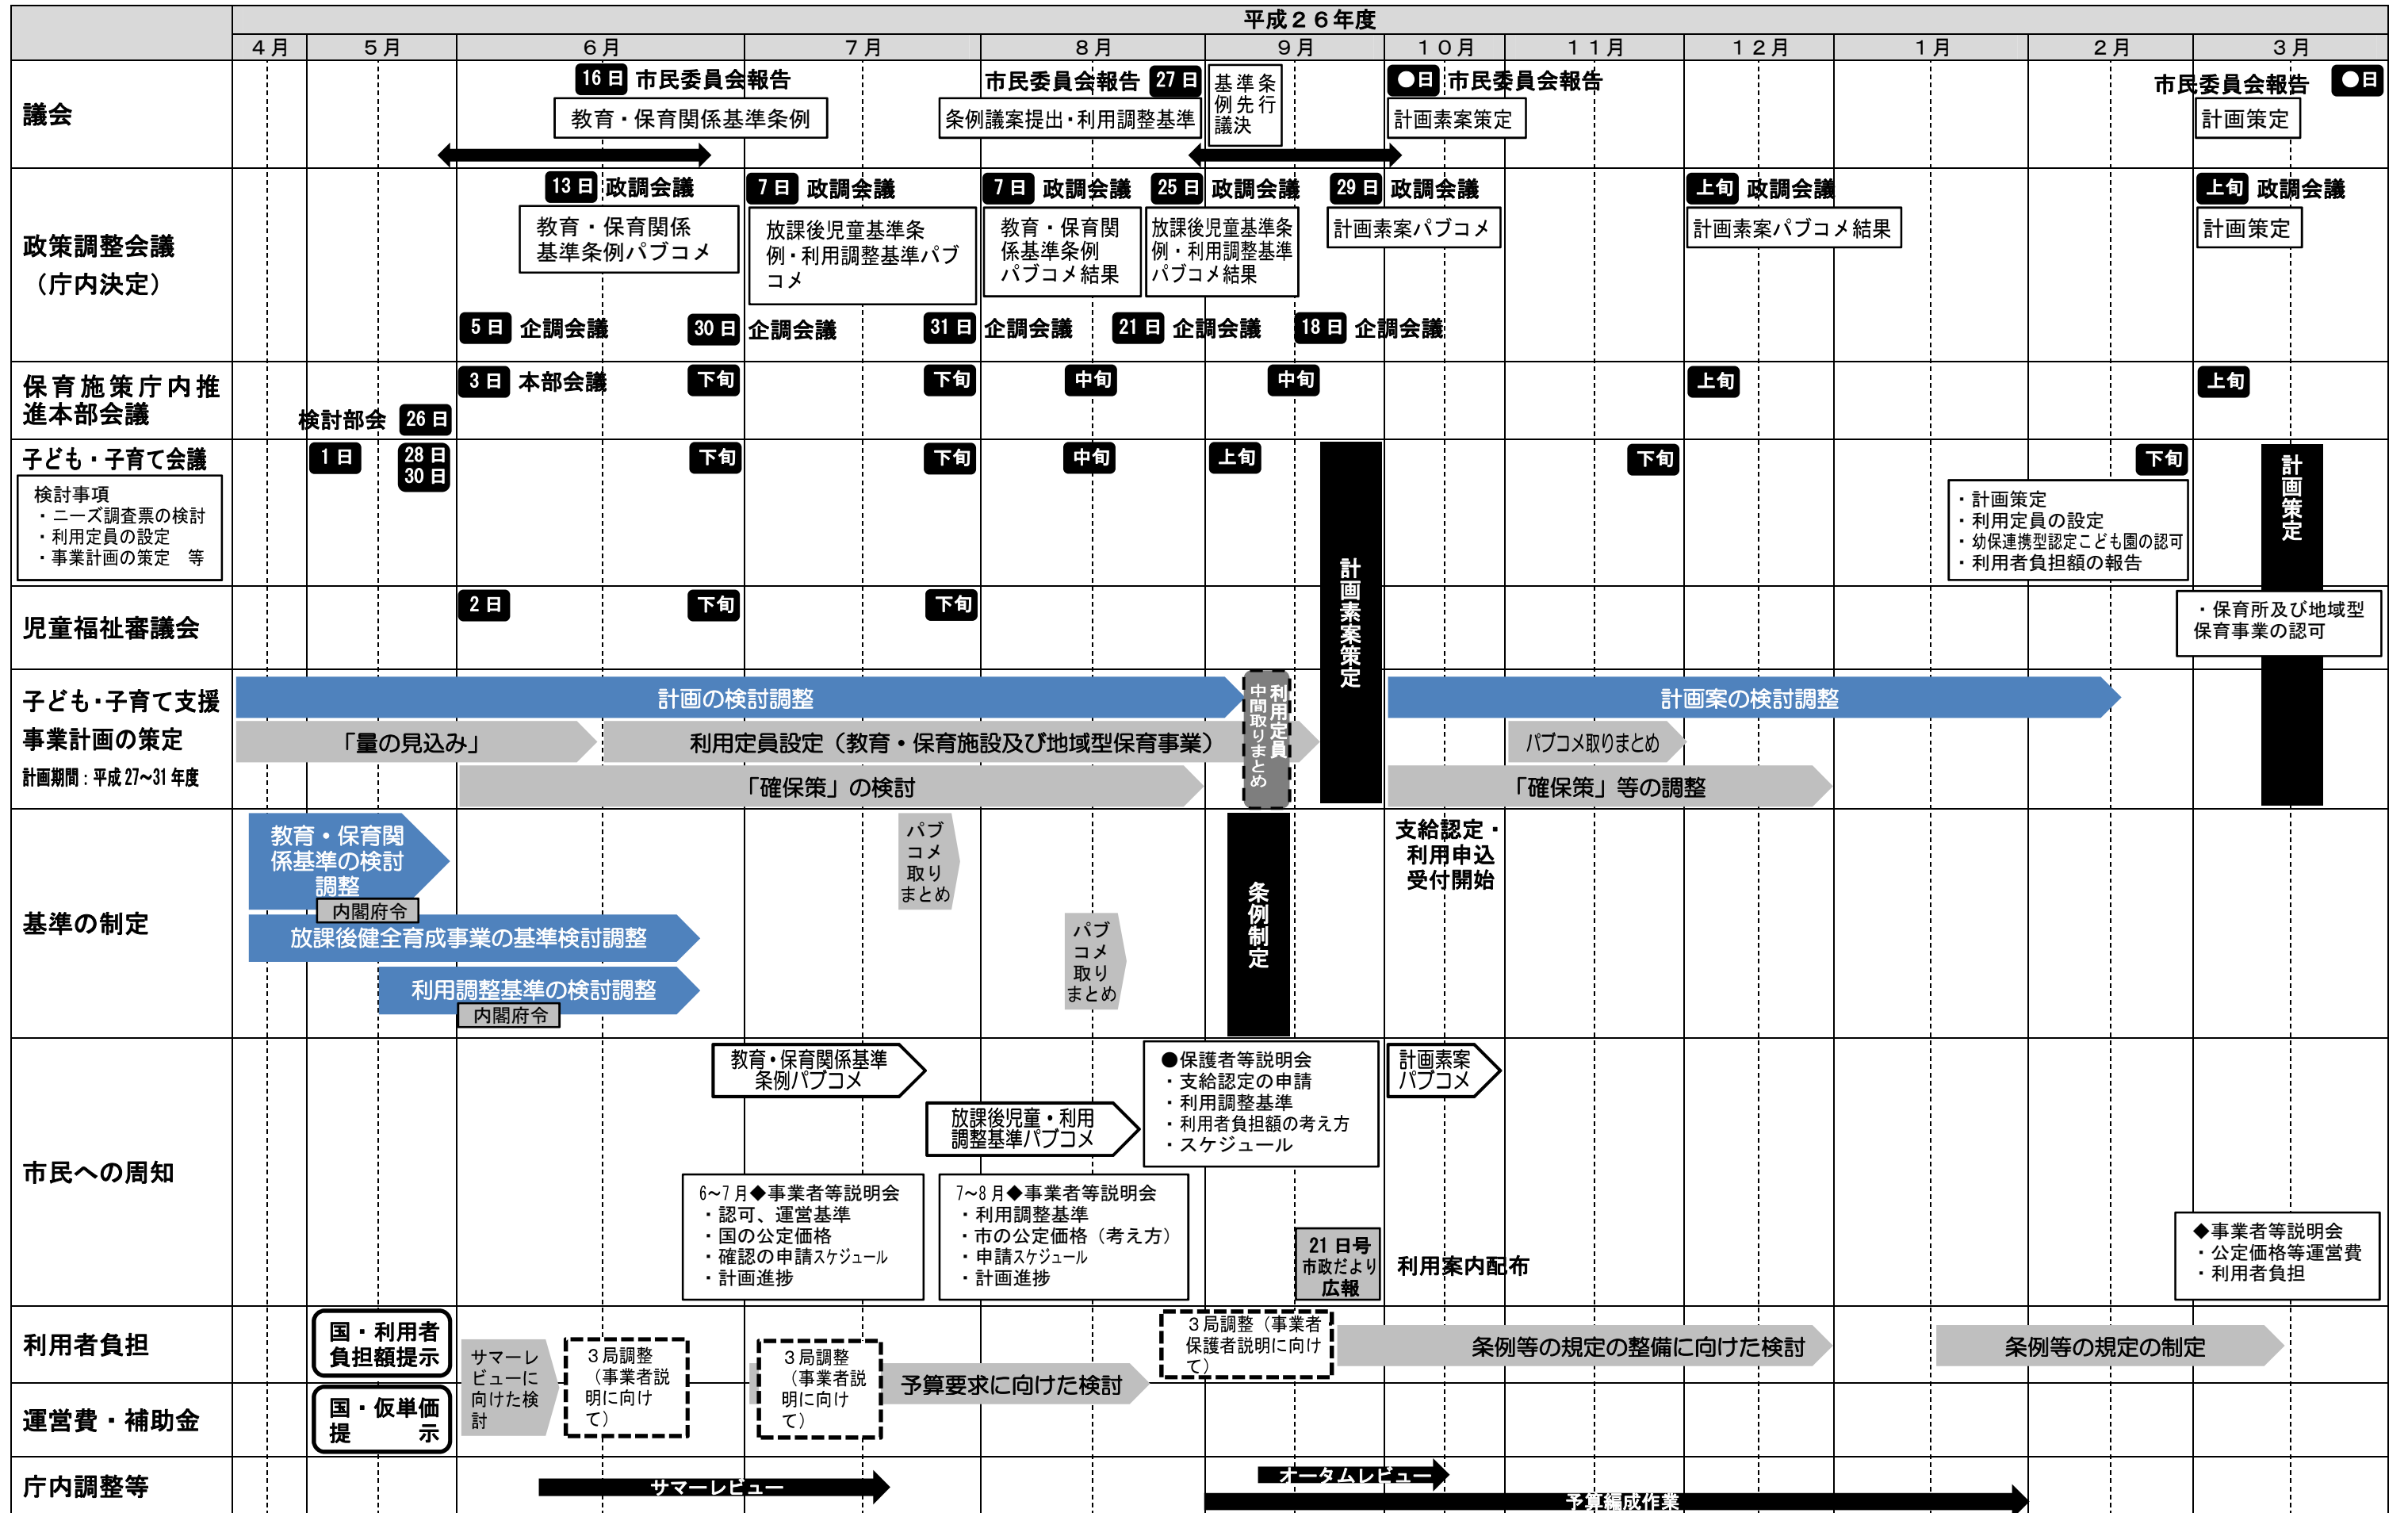 平成２６年度
４月
５月
６月
７月
８月
９月
１０月
１１月
１２月
１月
２月
３月
議会
16 日 市民委員会報告
教育・保育関係基準条例
市民委員会報告 27 日
条例議案提出・利用調整基準
基準条
例先行
議決
●日 市民委員会報告
計画素案策定
市民委員会報告 ●日
計画策定
政策調整会議
（庁内決定）
13 日 政調会議
教育・保育関係
基準条例パブコメ
7 日 政調会議
放課後児童基準条
例・利用調整基準パブ
コメ
7 日 政調会議
教育・保育関
係基準条例
パブコメ結果
25 日 政調会議
放課後児童基準条
例・利用調整基準
パブコメ結果
29 日 政調会議
計画素案パブコメ
上旬 政調会議
計画素案パブコメ結果
上旬 政調会議
計画策定
5 日 企調会議
30 日 企調会議
31 日 企調会議
21 日 企調会議
18 日 企調会議
保育施策庁内推
進本部会議
検討部会 26 日
3 日 本部会議
下旬
下旬
中旬
中旬
上旬
上旬
子ども・子育て会議
検討事項
・ニーズ調査票の検討
・利用定員の設定
・事業計画の策定　等
1 日
28 日
30 日
下旬
下旬
中旬
上旬
計画素案策定
下旬
下旬
・計画策定
・利用定員の設定
・幼保連携型認定こども園の認可
・利用者負担額の報告
計画策定
児童福祉審議会
2 日
下旬
下旬
・保育所及び地域型
保育事業の認可
子ども・子育て支援
事業計画の策定
計画期間：平成 27～31 年度
計画の検討調整
「量の見込み」
利用定員設定（教育・保育施設及び地域型保育事業）
「確保策」の検討
利用定員
中間取りまとめ
計画案の検討調整
パブコメ取りまとめ
「確保策」等の調整
基準の制定
教育・保育関
係基準の検討
調整
内閣府令
放課後健全育成事業の基準検討調整
利用調整基準の検討調整
内閣府令
パブ
コメ
取り
まとめ
パブ
コメ
取り
まとめ
条例制定
支給認定・
利用申込
受付開始
市民への周知
教育・保育関係基準
条例パブコメ
放課後児童・利用
調整基準パブコメ
●保護者等説明会
・支給認定の申請
・利用調整基準
・利用者負担額の考え方
・スケジュール
計画素案
パブコメ
6～7 月◆事業者等説明会
・認可、運営基準
・国の公定価格
・確認の申請スケジュール
・計画進捗
7～8 月◆事業者等説明会
・利用調整基準
・市の公定価格（考え方）
・申請スケジュール
・計画進捗
21 日号
市政だより
広報
利用案内配布
◆事業者等説明会
・公定価格等運営費
・利用者負担
利用者負担
国・利用者
負担額提示
運営費・補助金
国・仮単価
提　　示
サマーレ
ビューに
向けた検
討
３局調整
（事業者説
明に向け
て）
３局調整
（事業者説
明に向け
て）
予算要求に向けた検討
３局調整（事業者
保護者説明に向け
て）
条例等の規定の整備に向けた検討
条例等の規定の制定
庁内調整等
サマーレビュー
オータムレビュー
予算編成作業